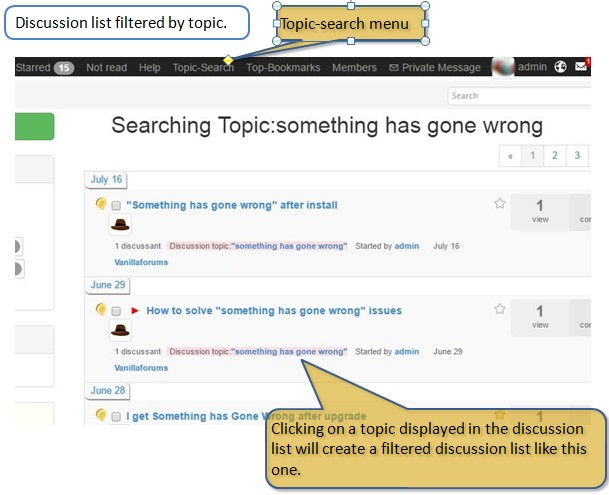 Discussion list filtered by topic.
Topic-search menu
Starred 15 Not read Help Topic-Search Top-Bookmarks Members Private Message admin 1
Search
Searching Topic:something has gone wrong
« 1 2 3
July 16
"Something has gone wrong" after install
1 view
1 discussant Discussion topic:"something has gone wrong" Started by admin July 16
Vanillaforums
June 29
How to solve "something has gone wrong" issues
1 view
1 discussant Discussion topic:"something has gone wrong" Started by admin June 29
Vanillaforums
June 28
I get Something has Gone Wrong after upgrade
Clicking on a topic displayed in the discussion
list will create a filtered discussion list like this
one.